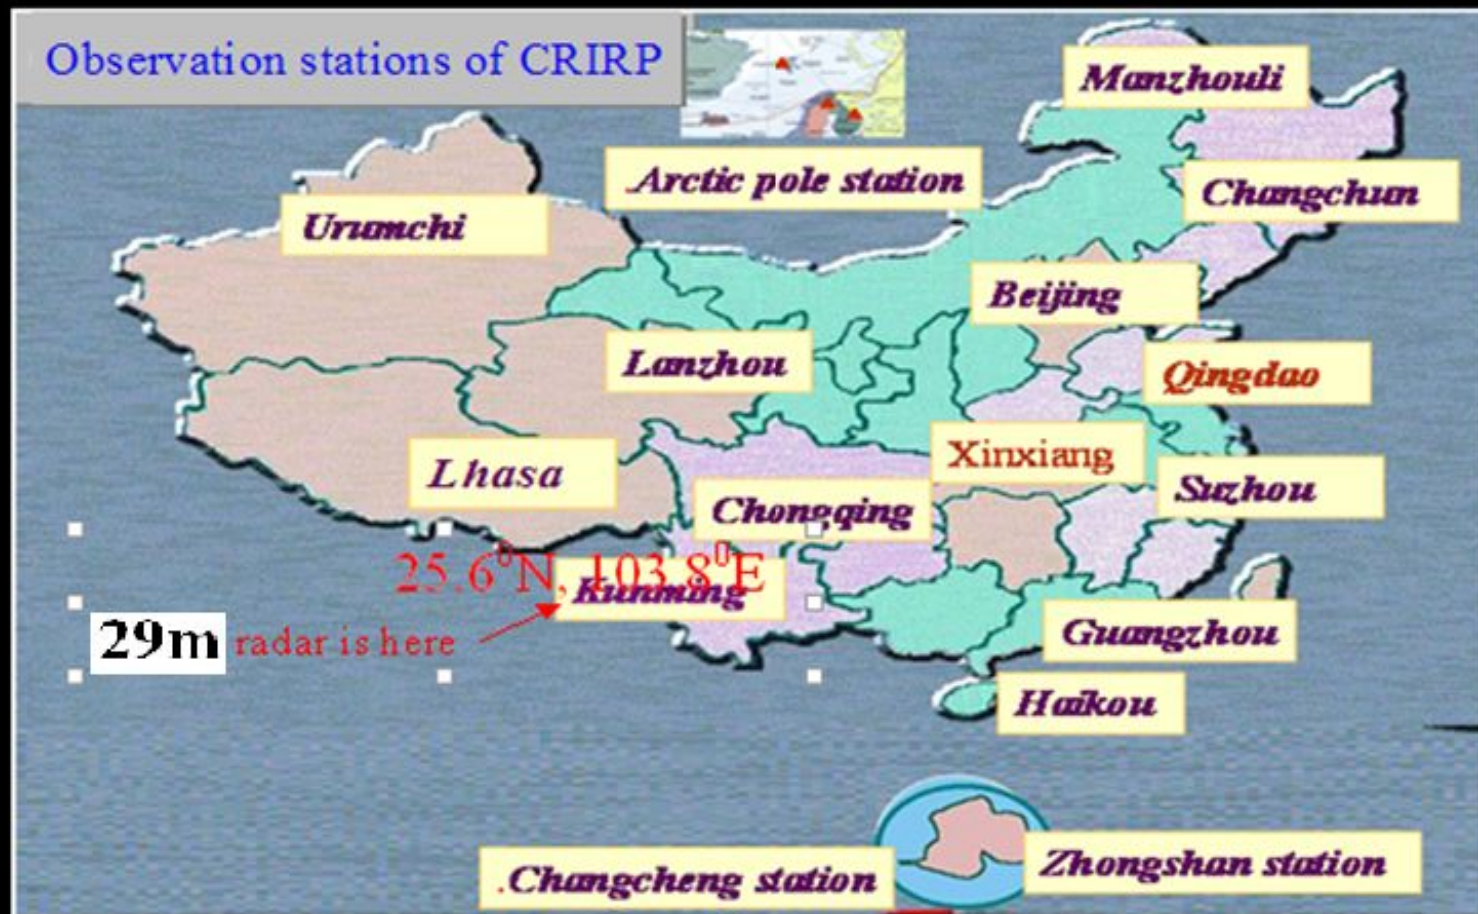 Observation stations of CRIRP
Manzhouli
Arctic pole station
Changchun
Urumchi
Beijing
Lanzhou
Qingdao
Xinxiang
Lhasa
Suzhou
Chongqing
25.6⁰N, 103.8⁰E
Kunming
29m radar is here
Guangzhou
Haikou
.Changcheng station
Zhongshan station